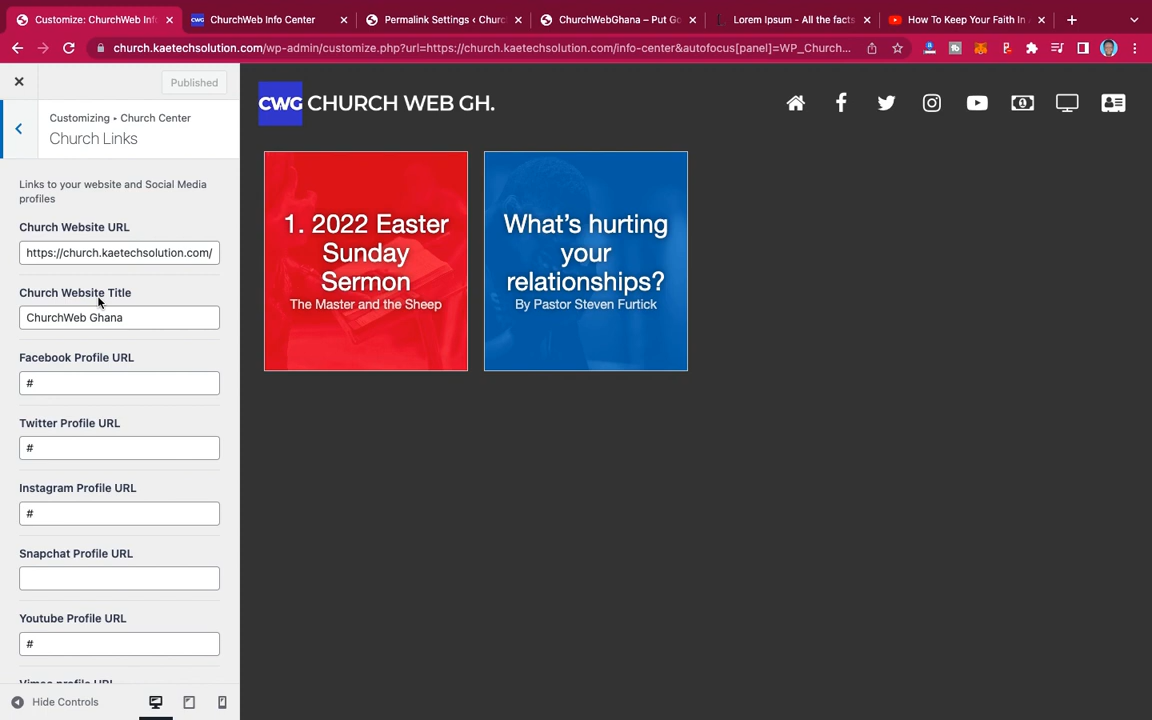 Customize: ChurchWeb Inf
ChurchWeb Info Center
Permalink Settings ‹ Churc
ChurchWebGhana – Put Go
Lorem Ipsum - All the facts
How To Keep Your Faith In
church.kaetechsolution.com/wp-admin/customize.php?url=https://church.kaetechsolution.com/info-center&autofocus[panel]=WP_Church...
Published
Customizing • Church Center
Church Links
Links to your website and Social Media
profiles
Church Website URL
https://church.kaetechsolution.com/
Church Website Title
ChurchWeb Ghana
Facebook Profile URL
#
Twitter Profile URL
#
Instagram Profile URL
#
Snapchat Profile URL
Youtube Profile URL
#
Vimeo profile URL
Hide Controls
CWG CHURCH WEB GH.
1. 2022 Easter
Sunday
Sermon
The Master and the Sheep
What's hurting
your
relationships?
By Pastor Steven Furtick